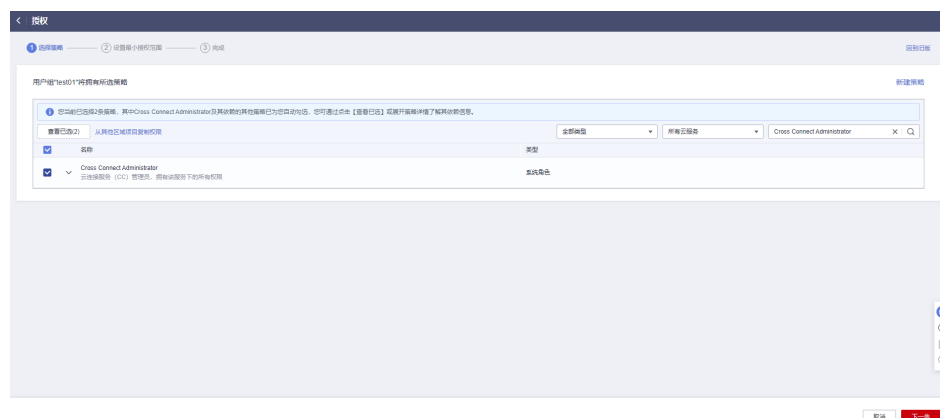 < 授权
1 选择策略 2 设置最小授权范围 3 完成 回到旧版
用户组"test01"将拥有所选策略 新建策略
您当前已选择2条策略，其中Cross Connect Administrator及其依赖的其他策略已为您自动勾选，您可通过点击【查看已选】或展开策略详情了解其依赖信息。
查看已选(2) 从其他区域项目复制权限 全部类型 所有云服务 Cross Connect Administrator
名称 类型
Cross Connect Administrator 系统角色
云连接服务（CC）管理员，拥有该服务下的所有权限
取消 下一步